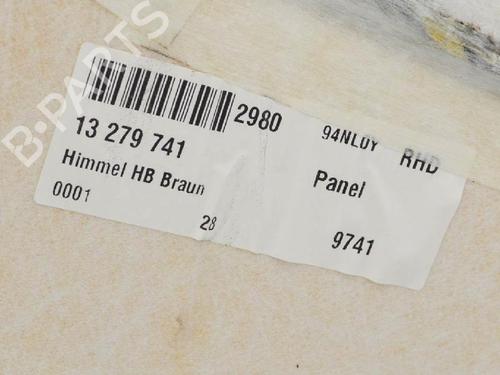 B-PARTS
2980
13 279 741
Himmel HB Braun
0001
28
94NLDY RHD
Panel
9741